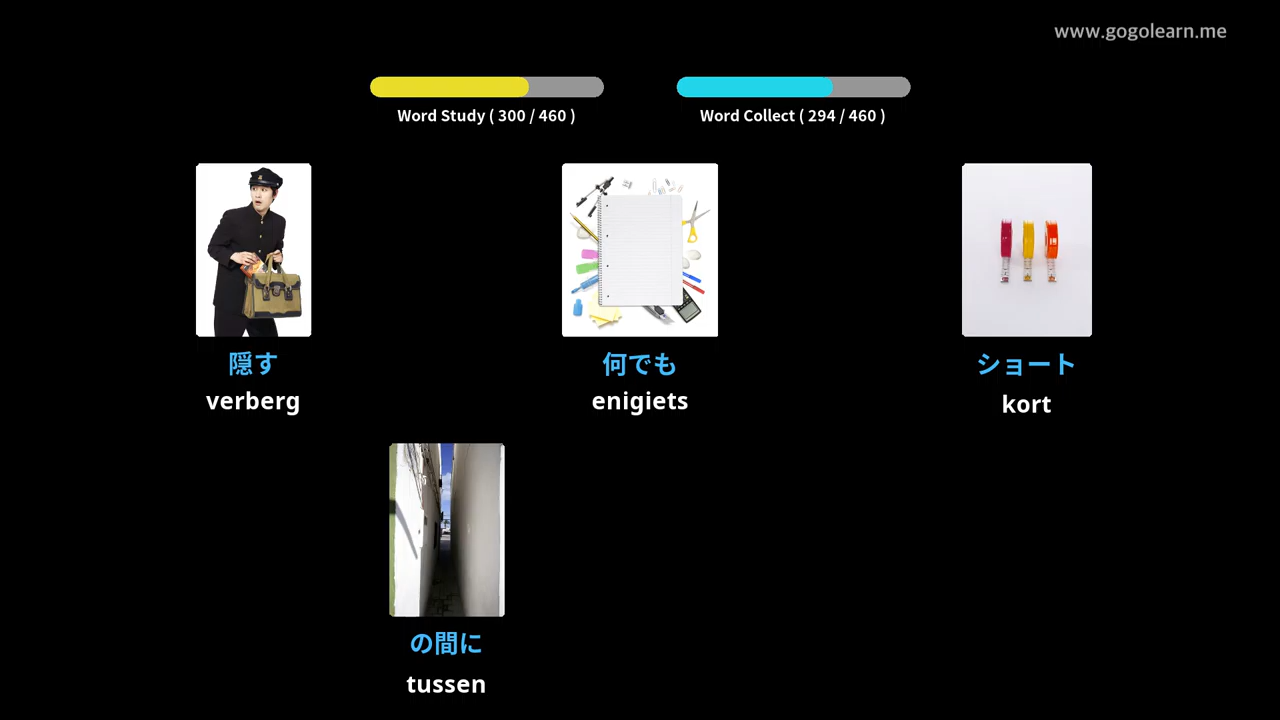 www.gogolearn.me
Word Study ( 300 / 460 )
Word Collect ( 294 / 460 )
隠す
verberg
何でも
enigiets
ショート
kort
の間に
tussen